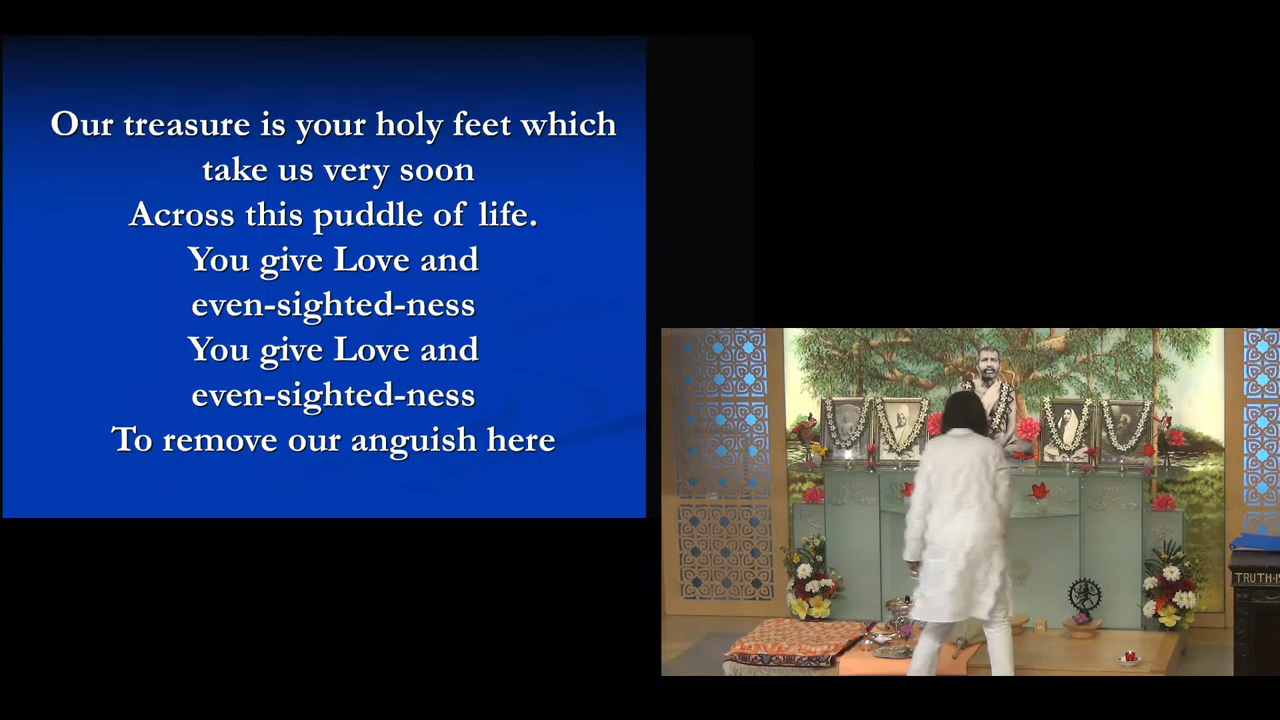 Our treasure is your holy feet which
take us very soon
Across this puddle of life.
You give Love and
even-sighted-ness
You give Love and
even-sighted-ness
To remove our anguish here